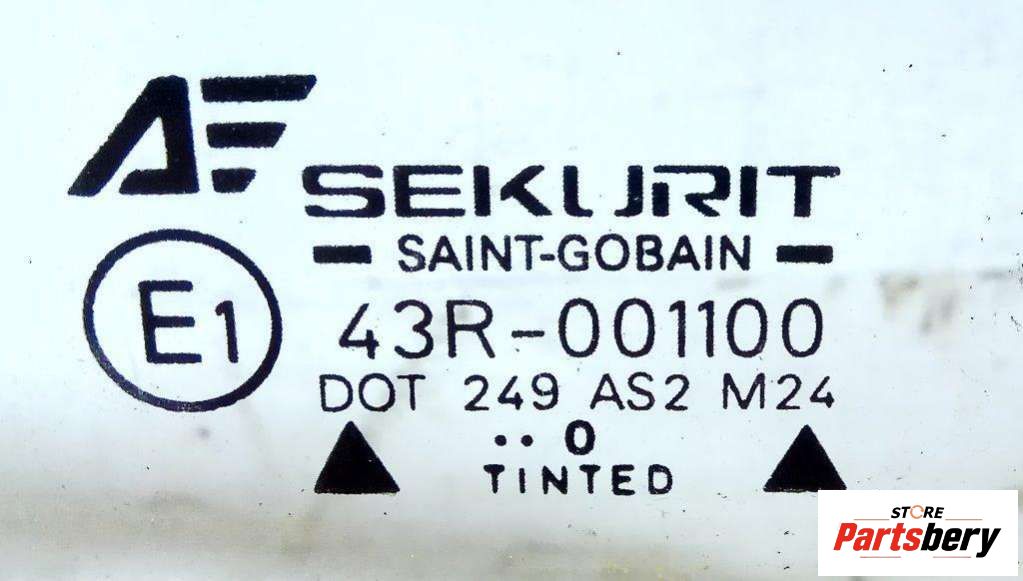 AF
SEKURIT
SAINT-GOBAIN
E1
43R-001100
DOT 249 AS2 M24
.. 0
TINTED
STORE
Partsbery